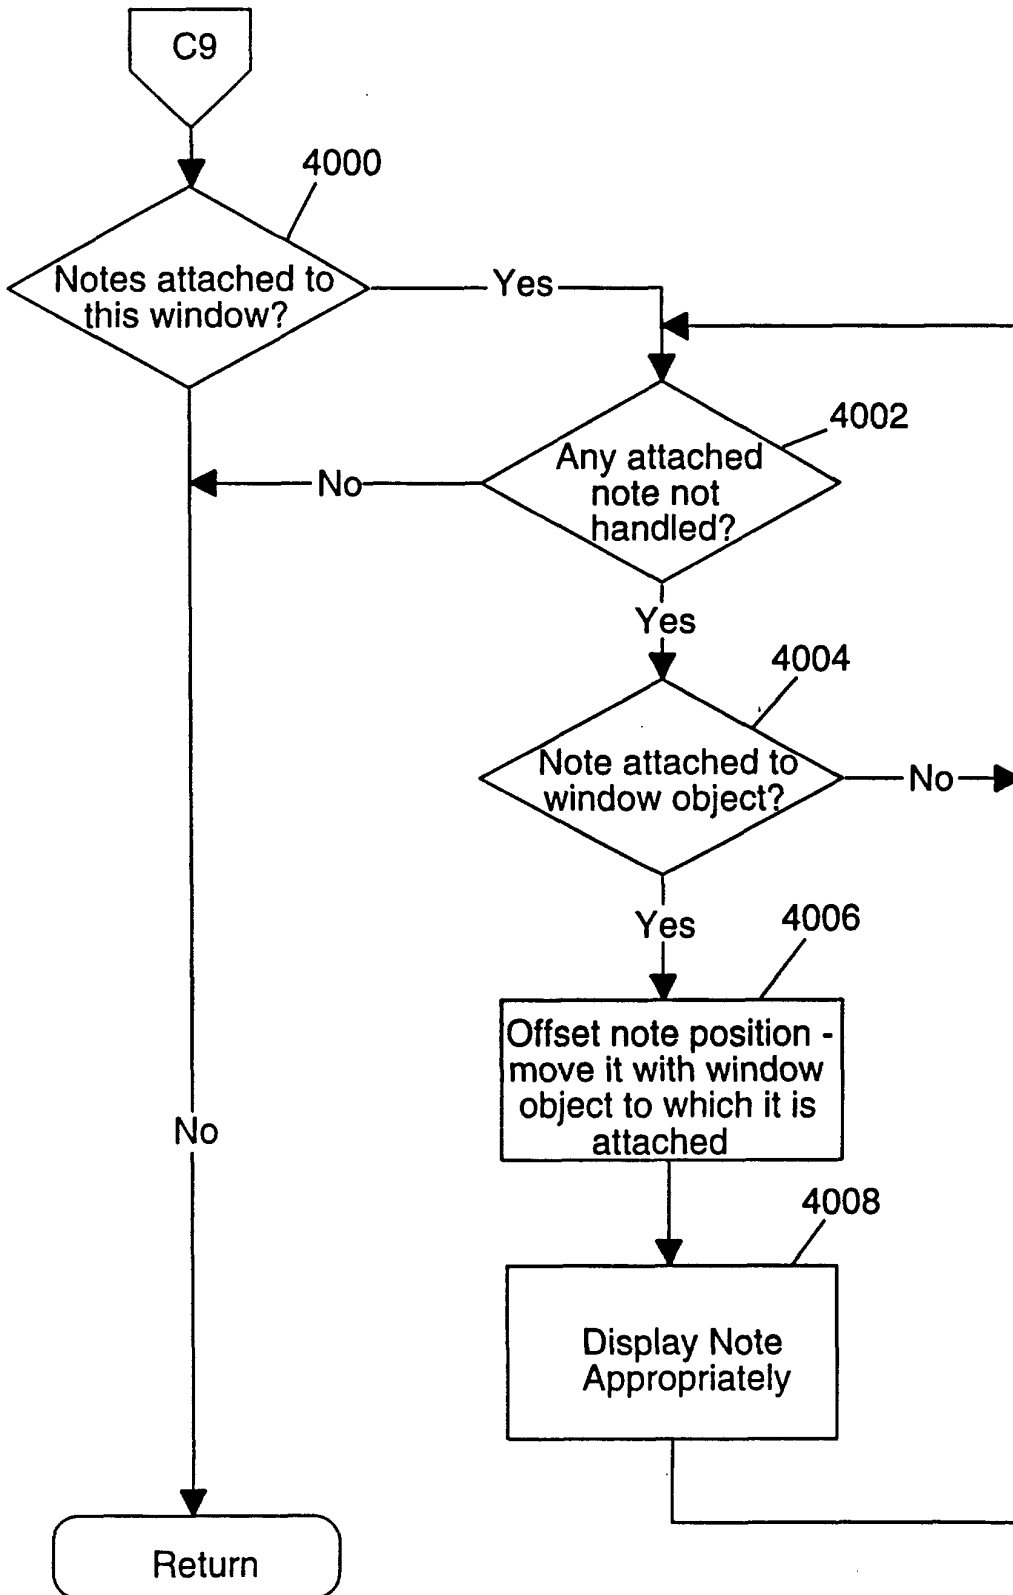 C9
4000
Notes attached to
this window?
Yes
4002
Any attached
note not
handled?
No
Yes
4004
Note attached to
window object?
No
Yes
4006
Offset note position -
move it with window
object to which it is
attached
No
4008
Display Note
Appropriately
Return